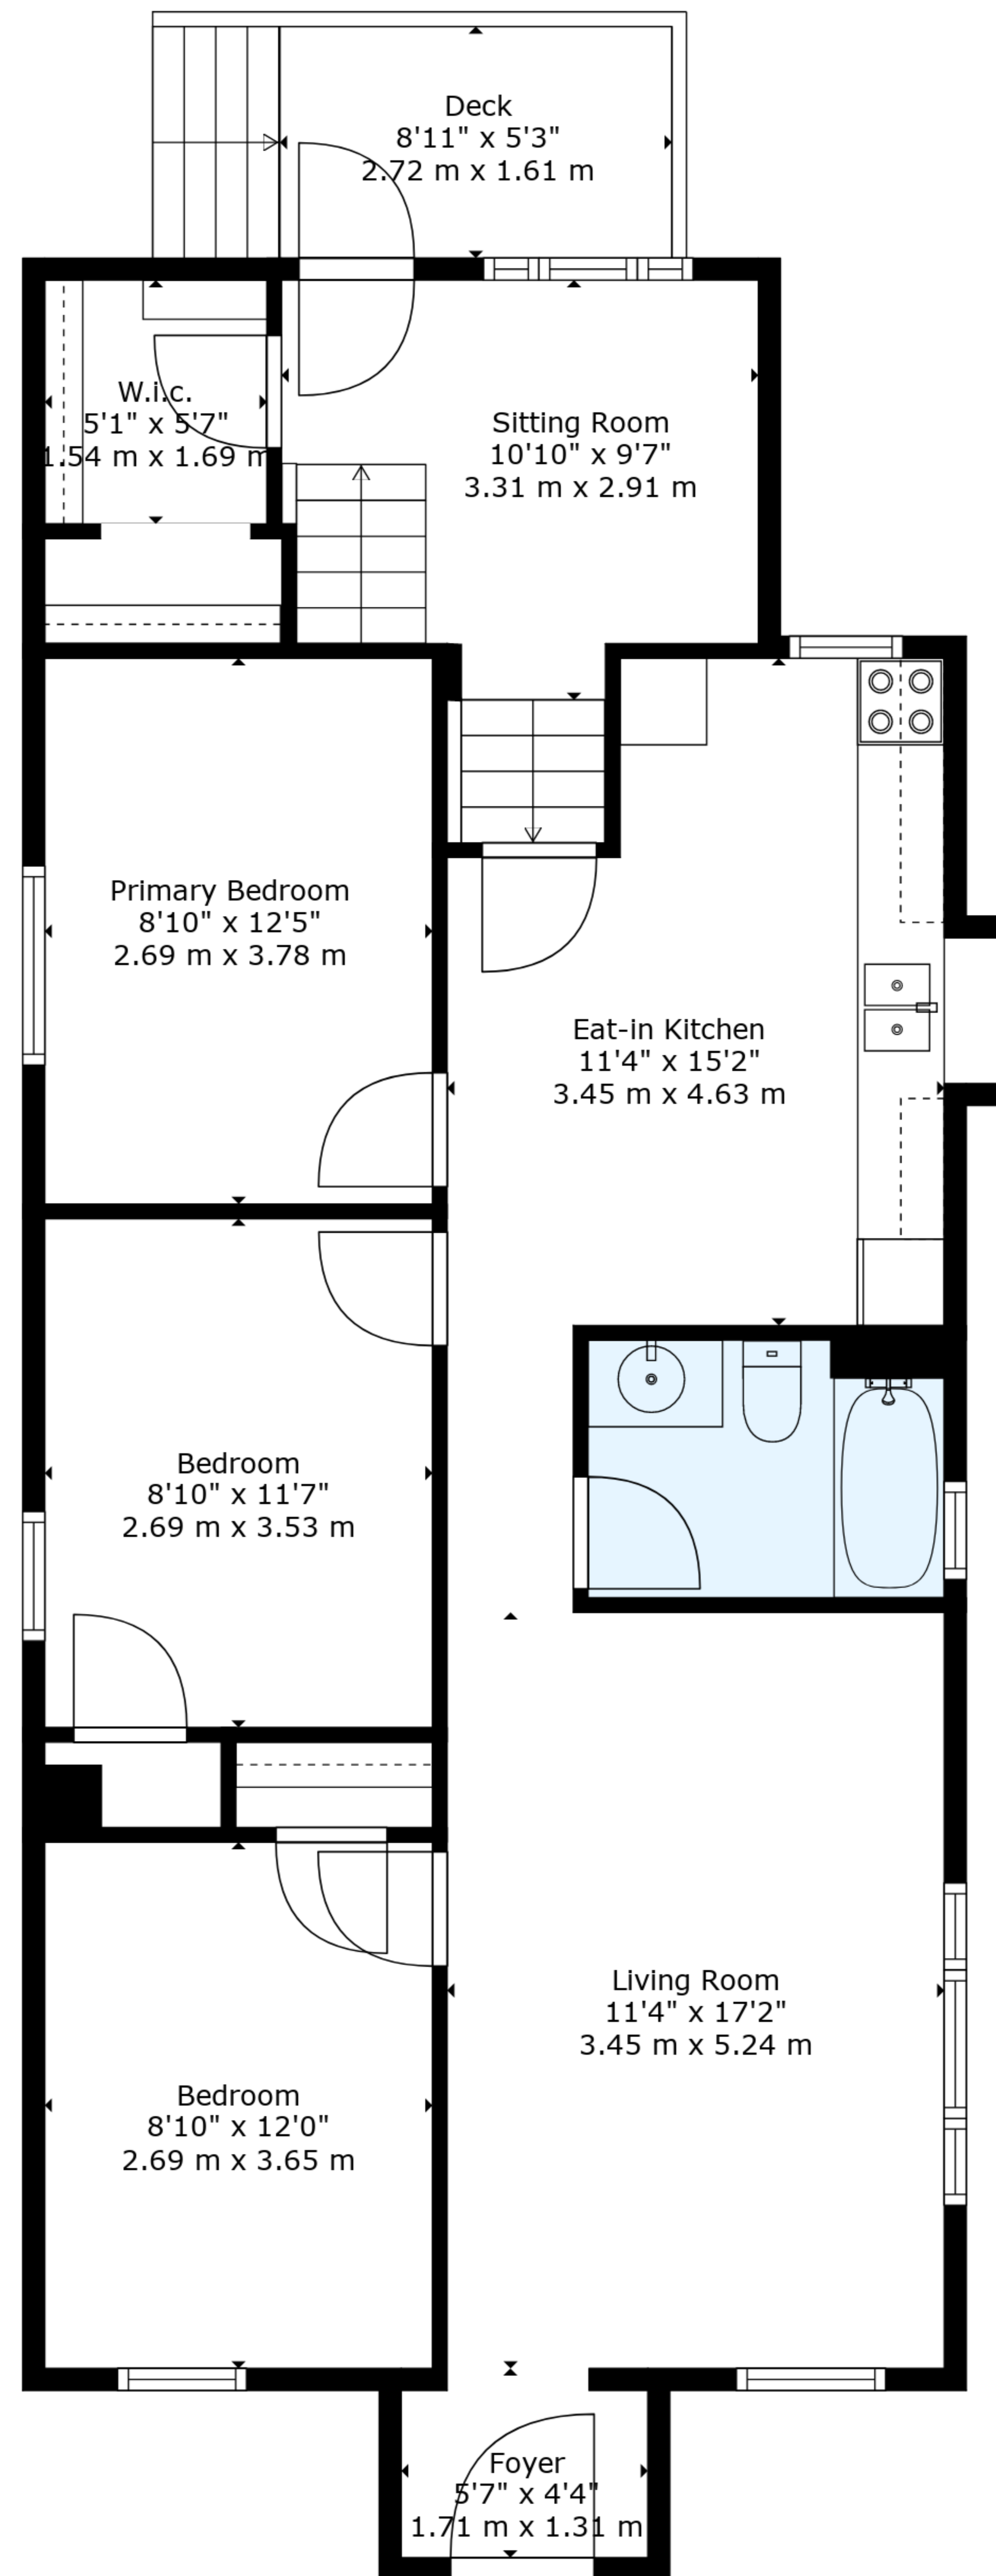 Deck
8'11" x 5'3"
2.72 m x 1.61 m
W.i.c.
5'1" x 5'7"
1.54 m x 1.69 m
Sitting Room
10'10" x 9'7"
3.31 m x 2.91 m
Primary Bedroom
8'10" x 12'5"
2.69 m x 3.78 m
Eat-in Kitchen
11'4" x 15'2"
3.45 m x 4.63 m
Bedroom
8'10" x 11'7"
2.69 m x 3.53 m
Living Room
11'4" x 17'2"
3.45 m x 5.24 m
Bedroom
8'10" x 12'0"
2.69 m x 3.65 m
Foyer
5'7" x 4'4"
1.71 m x 1.31 m